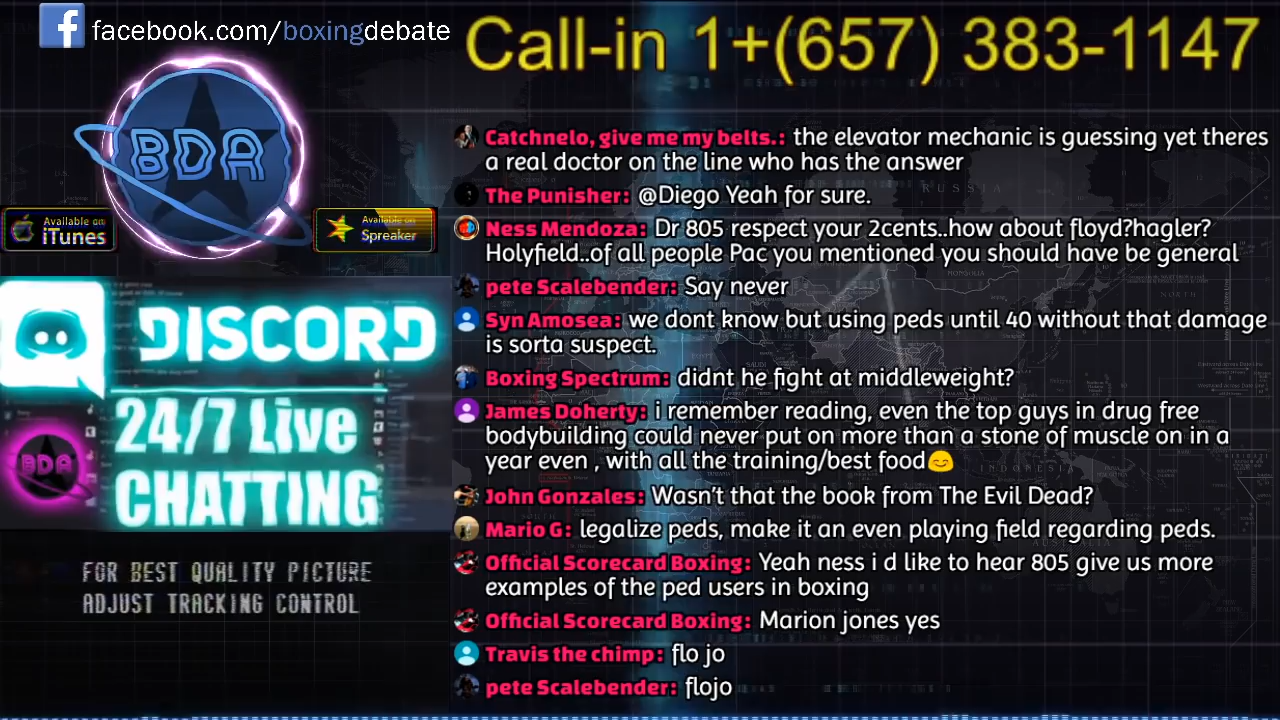 facebook.com/boxingdebate
Call-in 1+(657) 383-1147
BDA
Available on
iTunes
Available on
Spreaker
DISCORD
24/7 Live
CHATTING
BDA
FOR BEST QUALITY PICTURE
ADJUST TRACKING CONTROL
Catchnelo, give me my belts.: the elevator mechanic is guessing yet theres
a real doctor on the line who has the answer
The Punisher: @Diego Yeah for sure.
Ness Mendoza: Dr 805 respect your 2cents..how about floyd?hagler?
Holyfield..of all people Pac you mentioned you should have be general
pete Scalebender: Say never
Syn Amosea: we dont know but using peds until 40 without that damage
is sorta suspect.
Boxing Spectrum: didnt he fight at middleweight?
James Doherty: i remember reading, even the top guys in drug free
bodybuilding could never put on more than a stone of muscle on in a
year even , with all the training/best food😊
John Gonzales: Wasn't that the book from The Evil Dead?
Mario G: legalize peds, make it an even playing field regarding peds.
Official Scorecard Boxing: Yeah ness i d like to hear 805 give us more
examples of the ped users in boxing
Official Scorecard Boxing: Marion jones yes
Travis the chimp: flo jo
pete Scalebender: flojo
RUSSIA
MONGOLIA
INDONESIA